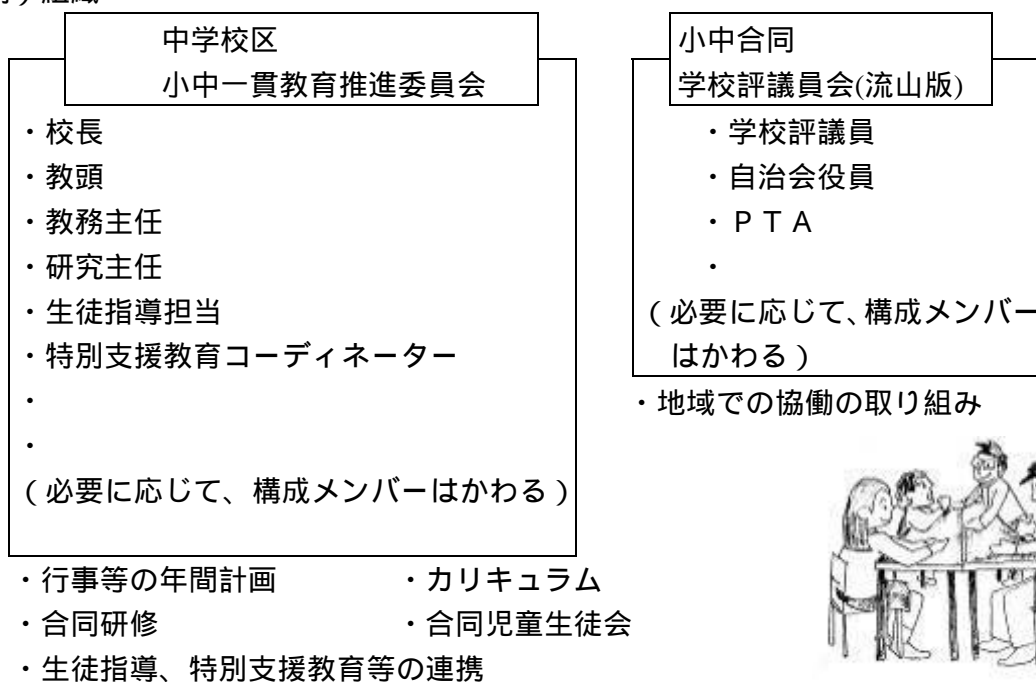 組織
中学校区
小中一貫教育推進委員会
・校長
・教頭
・教務主任
・研究主任
・生徒指導担当
・特別支援教育コーディネーター
・
・
(必要に応じて、構成メンバーはかわる)
・行事等の年間計画 ・カリキュラム
・合同研修 ・合同児童生徒会
・生徒指導、特別支援教育等の連携
小中合同
学校評議員会(流山版)
・学校評議員
・自治会役員
・PTA
・
(必要に応じて、構成メンバー
はかわる)
・地域での協働の取り組み